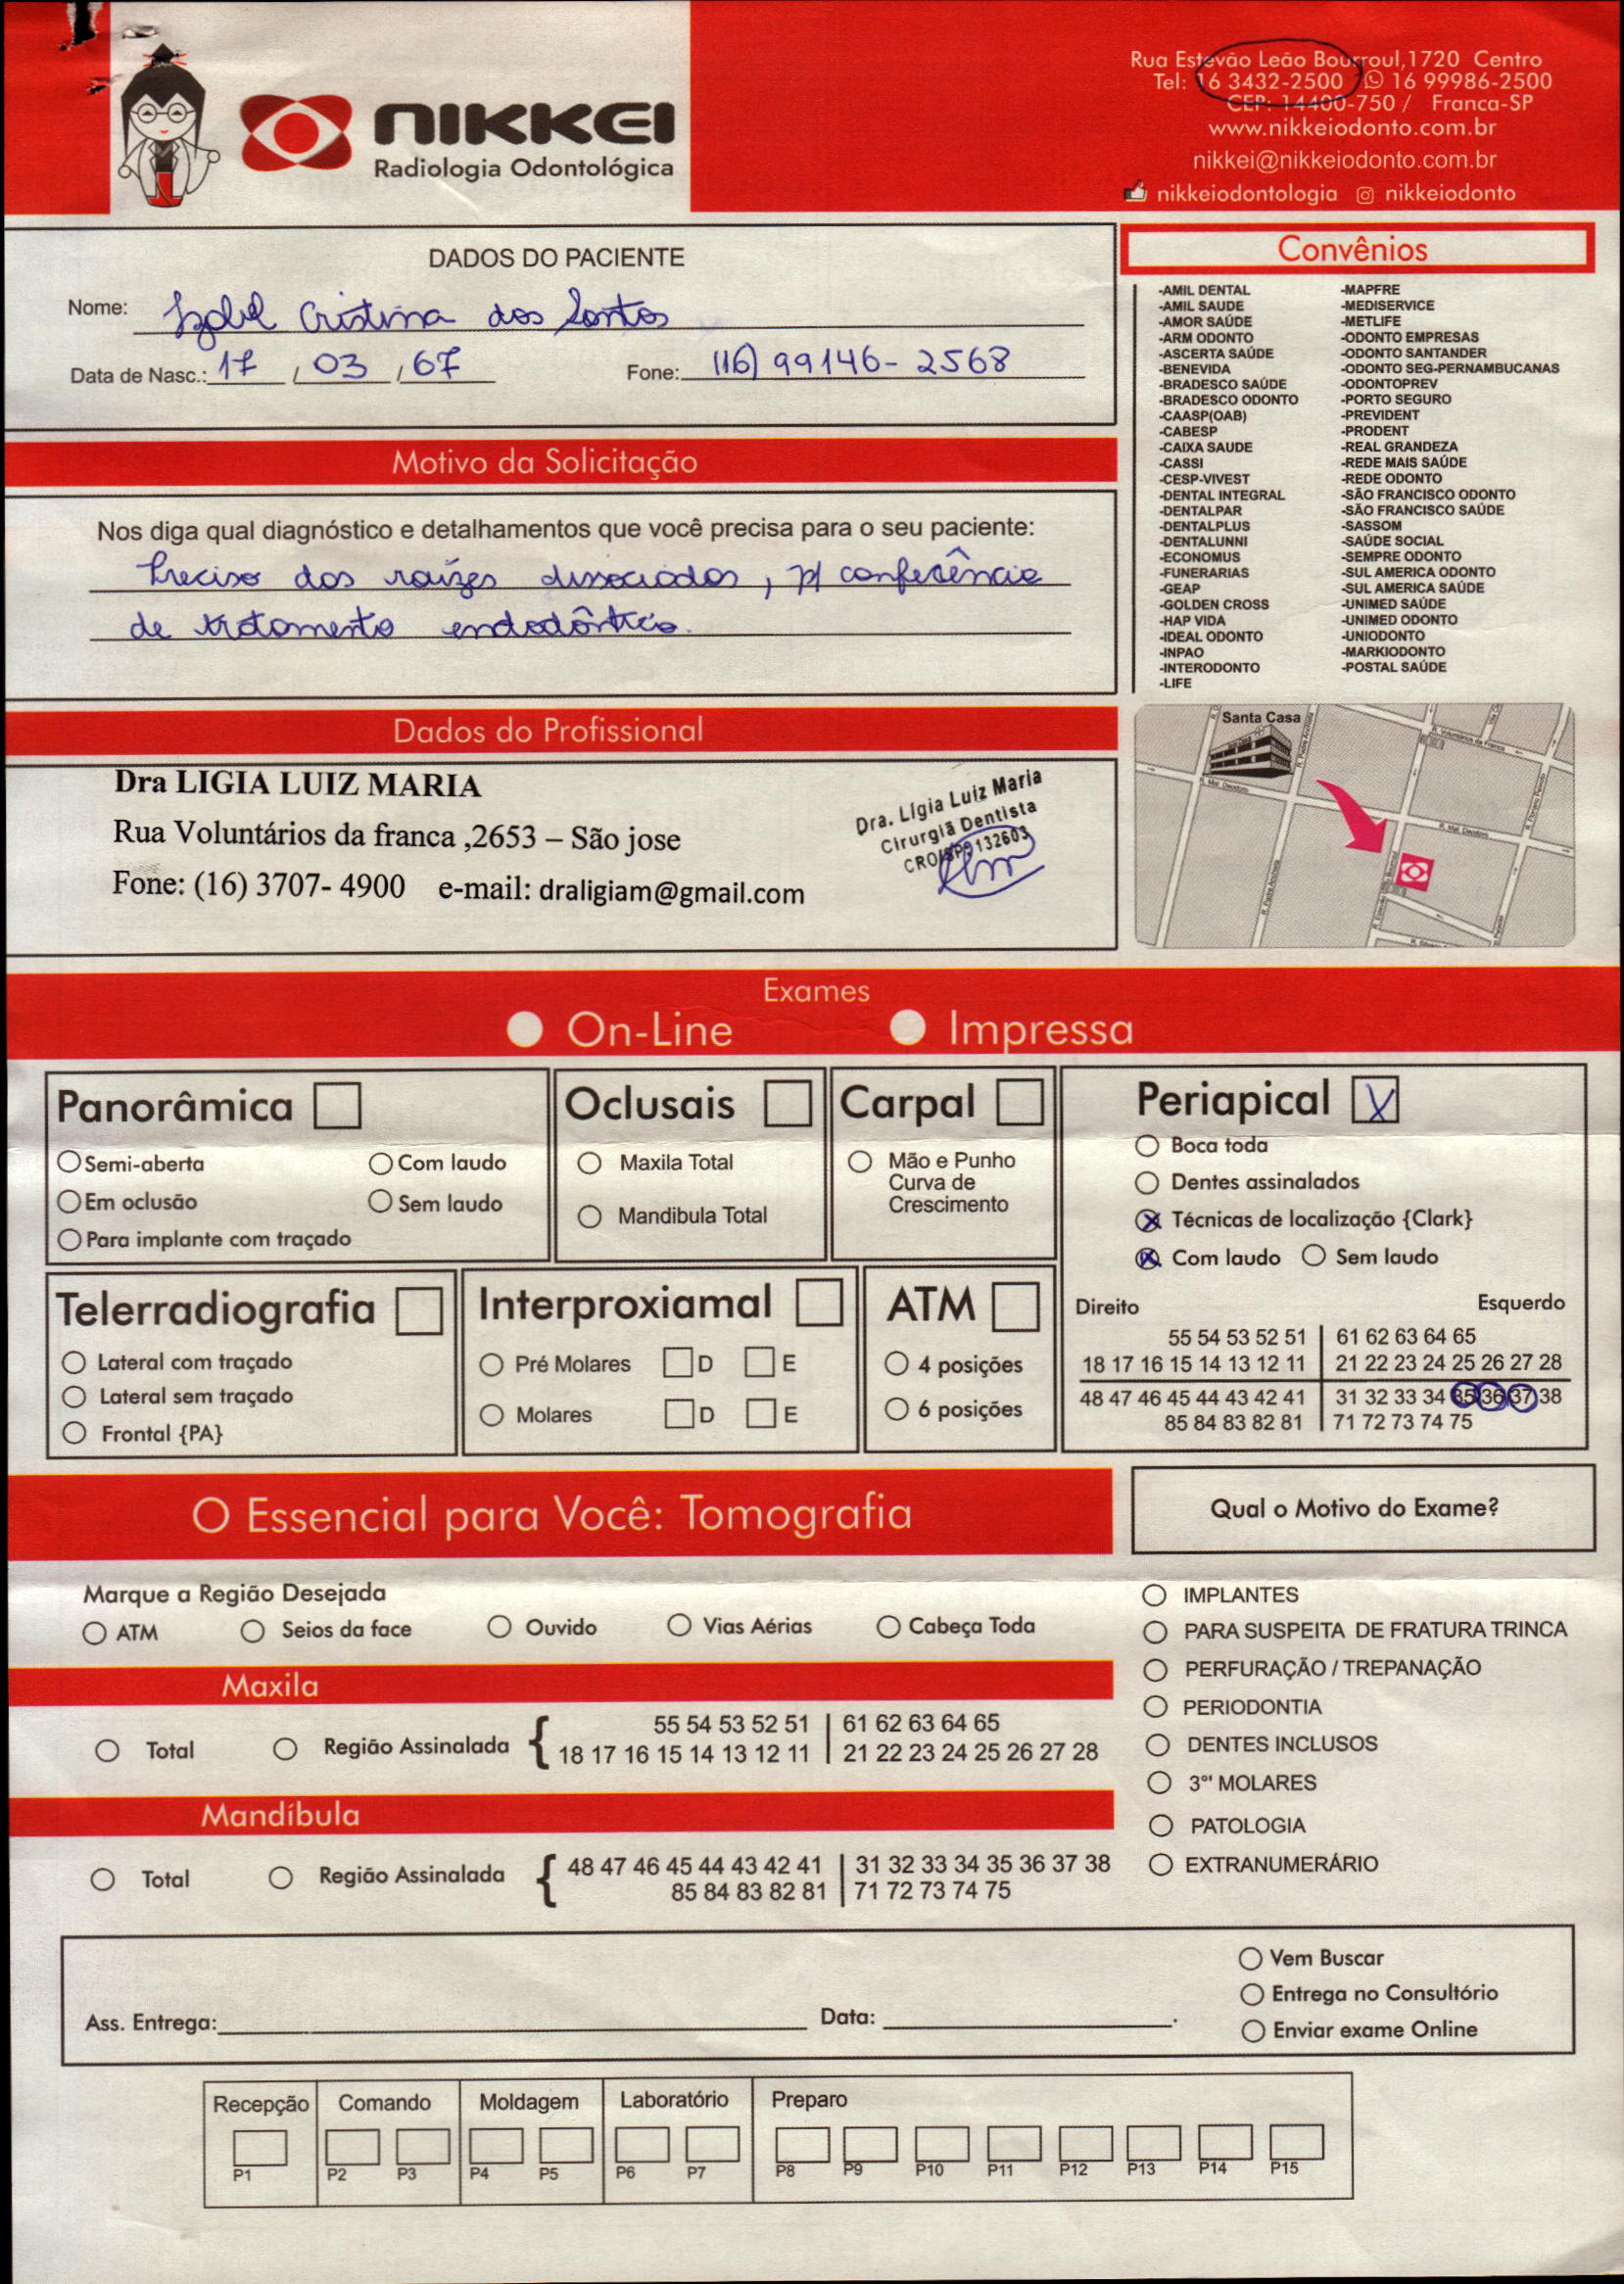 NIKKEI
Radiologia Odontológica
Rua Estevão Leão Bourroul,1720 Centro
Tel: 16 3432-2500 16 99986-2500
CEP: 14400-750 / Franca-SP
www.nikkeiodonto.com.br
nikkei@nikkeiodonto.com.br
nikkeiodontologia nikkeiodonto
DADOS DO PACIENTE
Nome: Izabel Cristina dos Santos
Data de Nasc.: 17 / 03 / 67 Fone: (16) 99146-2568
Motivo da Solicitação
Nos diga qual diagnóstico e detalhamentos que você precisa para o seu paciente:
Preciso das raízes dissociadas, p/ conferência
de tratamento endodôntico.
Convênios
-AMIL DENTAL
-AMIL SAUDE
-AMOR SAÚDE
-ARM ODONTO
-ASCERTA SAÚDE
-BENEVIDA
-BRADESCO SAÚDE
-BRADESCO ODONTO
-CAASP(OAB)
-CABESP
-CAIXA SAUDE
-CASSI
-CESP-VIVEST
-DENTAL INTEGRAL
-DENTALPAR
-DENTALPLUS
-DENTALUNNI
-ECONOMUS
-FUNERARIAS
-GEAP
-GOLDEN CROSS
-HAP VIDA
-IDEAL ODONTO
-INPAO
-INTERODONTO
-LIFE
-MAPFRE
-MEDISERVICE
-METLIFE
-ODONTO EMPRESAS
-ODONTO SANTANDER
-ODONTO SEG-PERNAMBUCANAS
-ODONTOPREV
-PORTO SEGURO
-PREVIDENT
-PRODENT
-REAL GRANDEZA
-REDE MAIS SAÚDE
-REDE ODONTO
-SÃO FRANCISCO ODONTO
-SÃO FRANCISCO SAÚDE
-SASSOM
-SAÚDE SOCIAL
-SEMPRE ODONTO
-SUL AMERICA ODONTO
-SUL AMERICA SAÚDE
-UNIMED SAÚDE
-UNIMED ODONTO
-UNIODONTO
-MARKIODONTO
-POSTAL SAÚDE
Dados do Profissional
Dra LIGIA LUIZ MARIA
Rua Voluntários da franca ,2653 – São jose
Fone: (16) 3707- 4900 e-mail: draligiam@gmail.com
Dra. Lígia Luiz Maria
Cirurgiã Dentista
CRO/SP 132603
Santa Casa
R. Voluntários da Franca
R. Mal. Deodoro
R. Mal. Deodoro
Exames
On-Line Impressa
Panorâmica
Semi-aberta Com laudo
Em oclusão Sem laudo
Para implante com traçado
Oclusais
Maxila Total
Mandibula Total
Carpal
Mão e Punho
Curva de
Crescimento
Periapical X
Boca toda
Dentes assinalados
X Técnicas de localização {Clark}
X Com laudo Sem laudo
Direito Esquerdo
55 54 53 52 51 61 62 63 64 65
18 17 16 15 14 13 12 11 21 22 23 24 25 26 27 28
48 47 46 45 44 43 42 41 31 32 33 34 35 36 37 38
85 84 83 82 81 71 72 73 74 75
Telerradiografia
Lateral com traçado
Lateral sem traçado
Frontal {PA}
Interproxiamal
Pré Molares D E
Molares D E
ATM
4 posições
6 posições
O Essencial para Você: Tomografia
Qual o Motivo do Exame?
Marque a Região Desejada
ATM Seios da face Ouvido Vias Aérias Cabeça Toda
IMPLANTES
PARA SUSPEITA DE FRATURA TRINCA
PERFURAÇÃO / TREPANAÇÃO
PERIODONTIA
DENTES INCLUSOS
3ºˢ MOLARES
PATOLOGIA
EXTRANUMERÁRIO
Maxila
Total Região Assinalada {
55 54 53 52 51 61 62 63 64 65
18 17 16 15 14 13 12 11 21 22 23 24 25 26 27 28
Mandíbula
Total Região Assinalada {
48 47 46 45 44 43 42 41 31 32 33 34 35 36 37 38
85 84 83 82 81 71 72 73 74 75
Vem Buscar
Entrega no Consultório
Enviar exame Online
Ass. Entrega: Data: .
Recepção Comando Moldagem Laboratório Preparo
P1 P2 P3 P4 P5 P6 P7 P8 P9 P10 P11 P12 P13 P14 P15